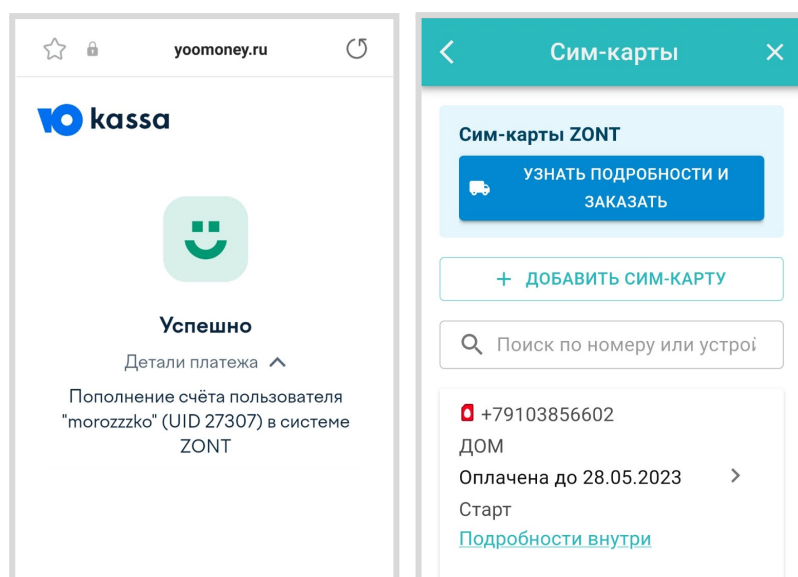 yoomoney.ru
Ю kassa
Успешно
Детали платежа
Пополнение счёта пользователя
"morozzzko" (UID 27307) в системе
ZONT
Сим-карты
Сим-карты ZONT
УЗНАТЬ ПОДРОБНОСТИ И
ЗАКАЗАТЬ
+ ДОБАВИТЬ СИМ-КАРТУ
Поиск по номеру или устрой
+79103856602
ДОМ
Оплачена до 28.05.2023
Старт
Подробности внутри